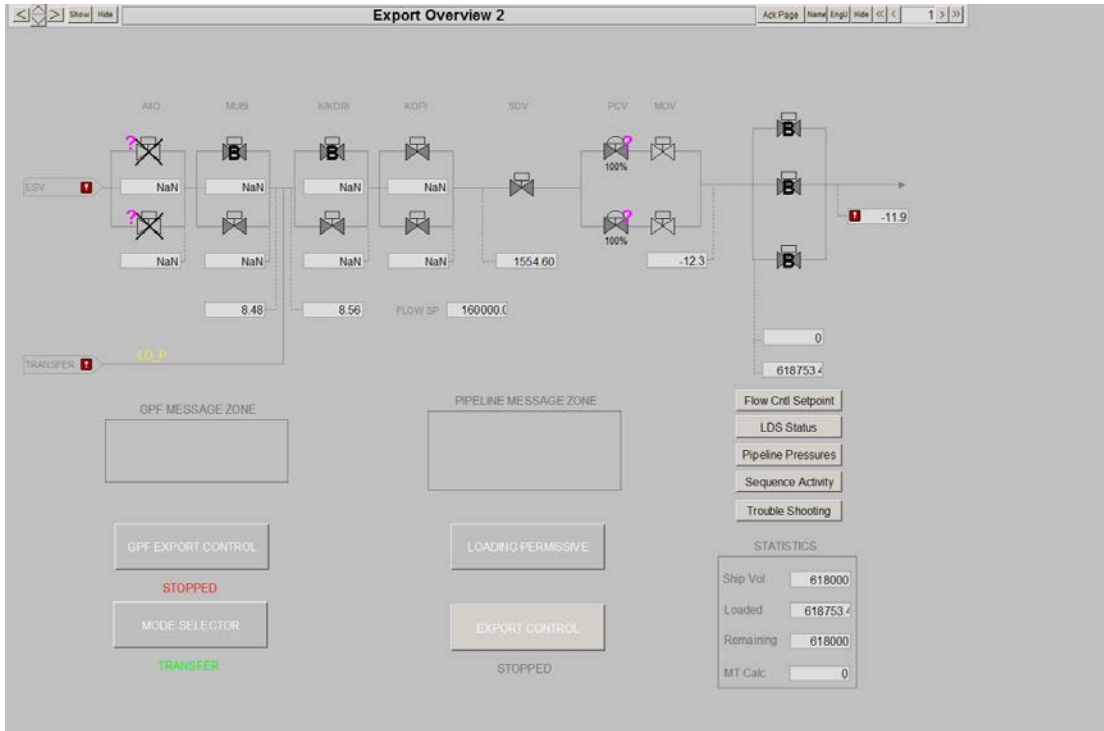 Show Hide Export Overview 2 Ack Page Name EngU Hide 1
MUBI KIKORI KOPI SDV PCV MOV
? B B ? B
100%
ESV NaN NaN NaN NaN B
-11.9
? ?
100%
NaN NaN NaN NaN 1554.60 -12.3 B
8.48 8.56 FLOW SP 160000.0
0
TRANSFER LO_P
618753.4
GPF MESSAGE ZONE PIPELINE MESSAGE ZONE
Flow Cntl Setpoint
LDS Status
Pipeline Pressures
Sequence Activity
Trouble Shooting
GPF EXPORT CONTROL LOADING PERMISSIVE
STATISTICS
STOPPED
Ship Vol 618000
MODE SELECTOR EXPORT CONTROL
Loaded 618753.4
Remaining 618000
TRANSFER STOPPED
MT Calc 0